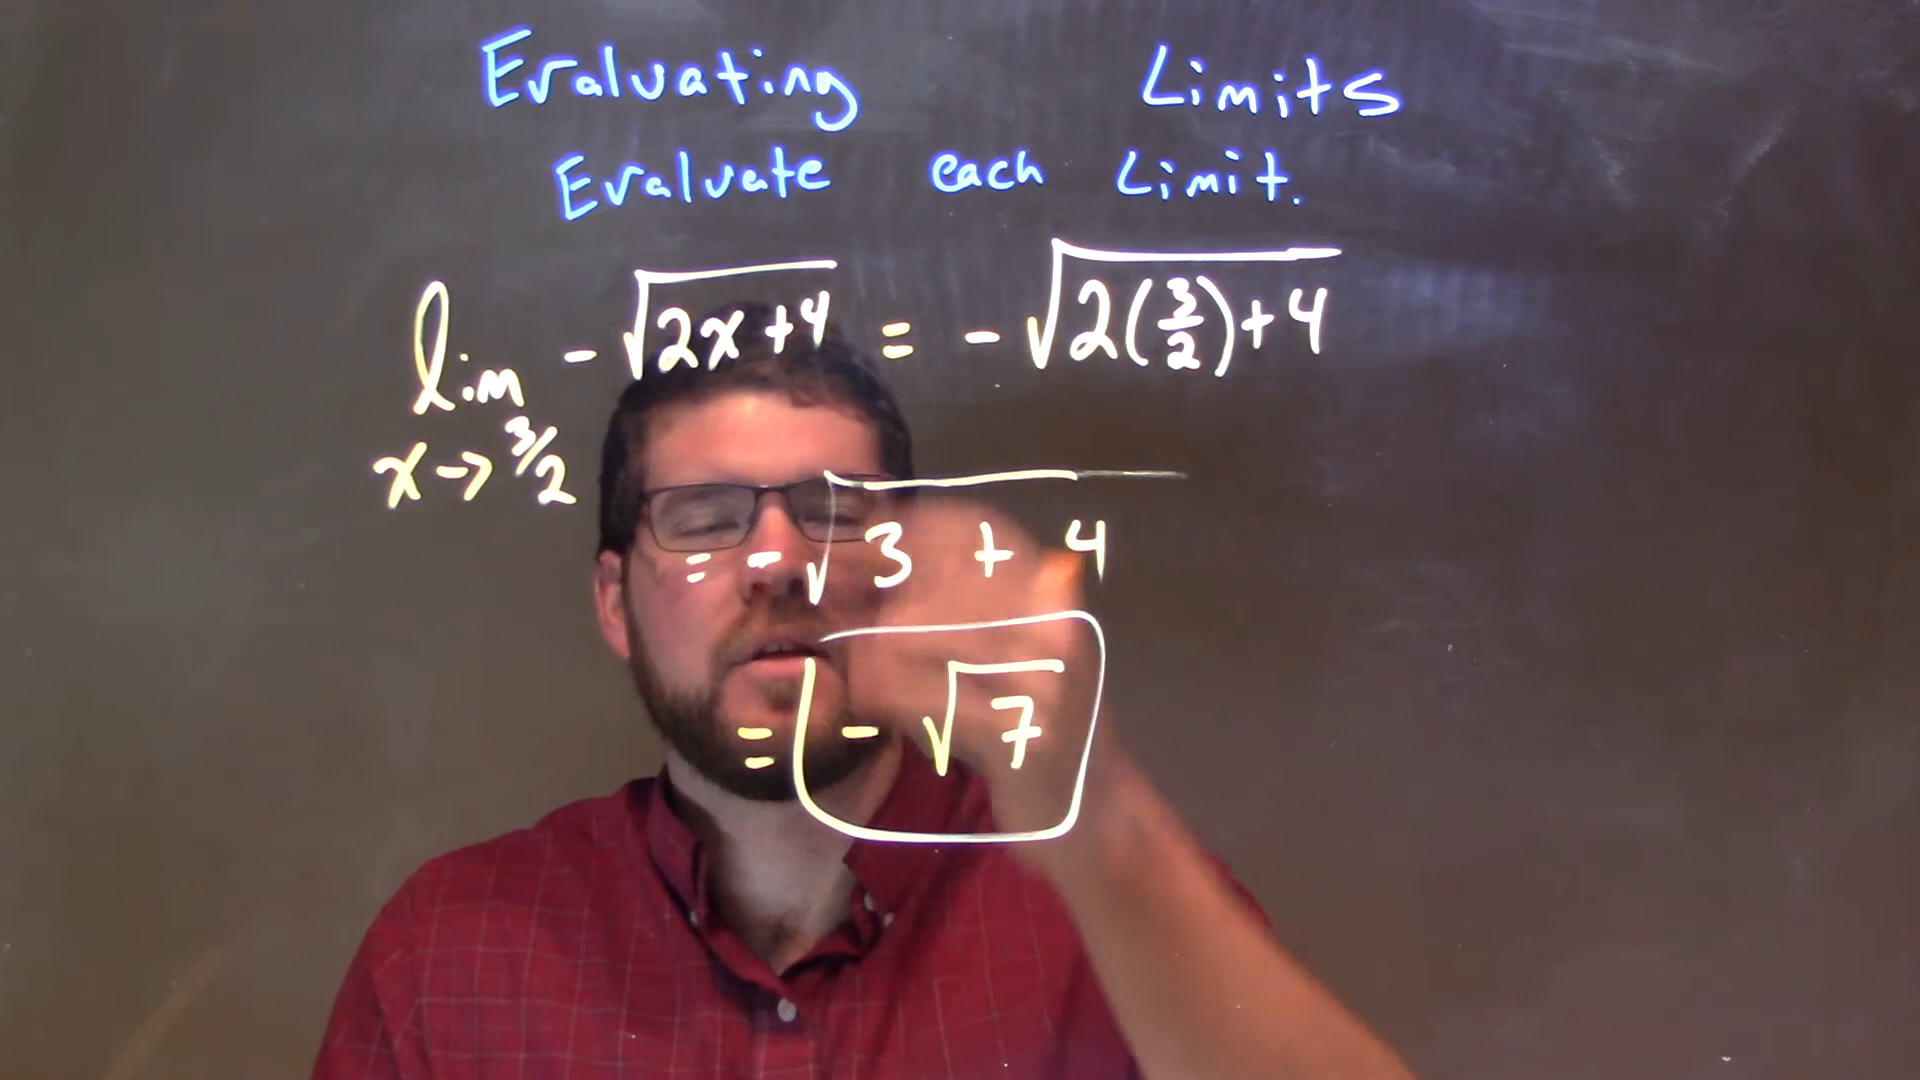 Evaluating Limits
Evaluate each Limit.
lim x→3/2 -√(2x+4) = -√(2(3/2)+4)
= -√(3 + 4)
= -√7